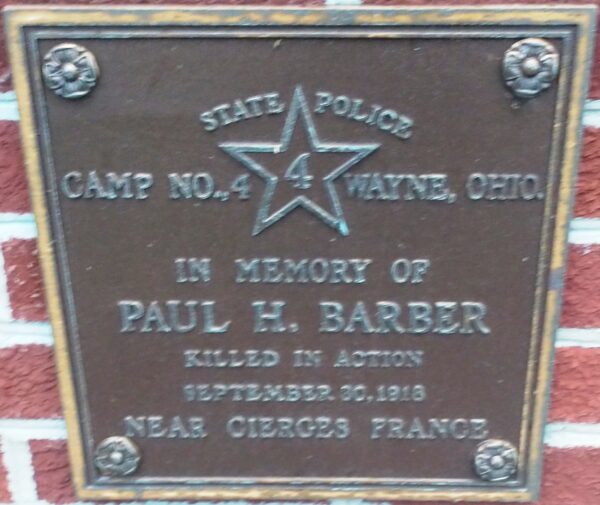 STATE POLICE
CAMP NO., 4 4 WAYNE, OHIO.
IN MEMORY OF
PAUL H. BARBER
KILLED IN ACTION
SEPTEMBER 30, 1918
NEAR CIERGES FRANCE